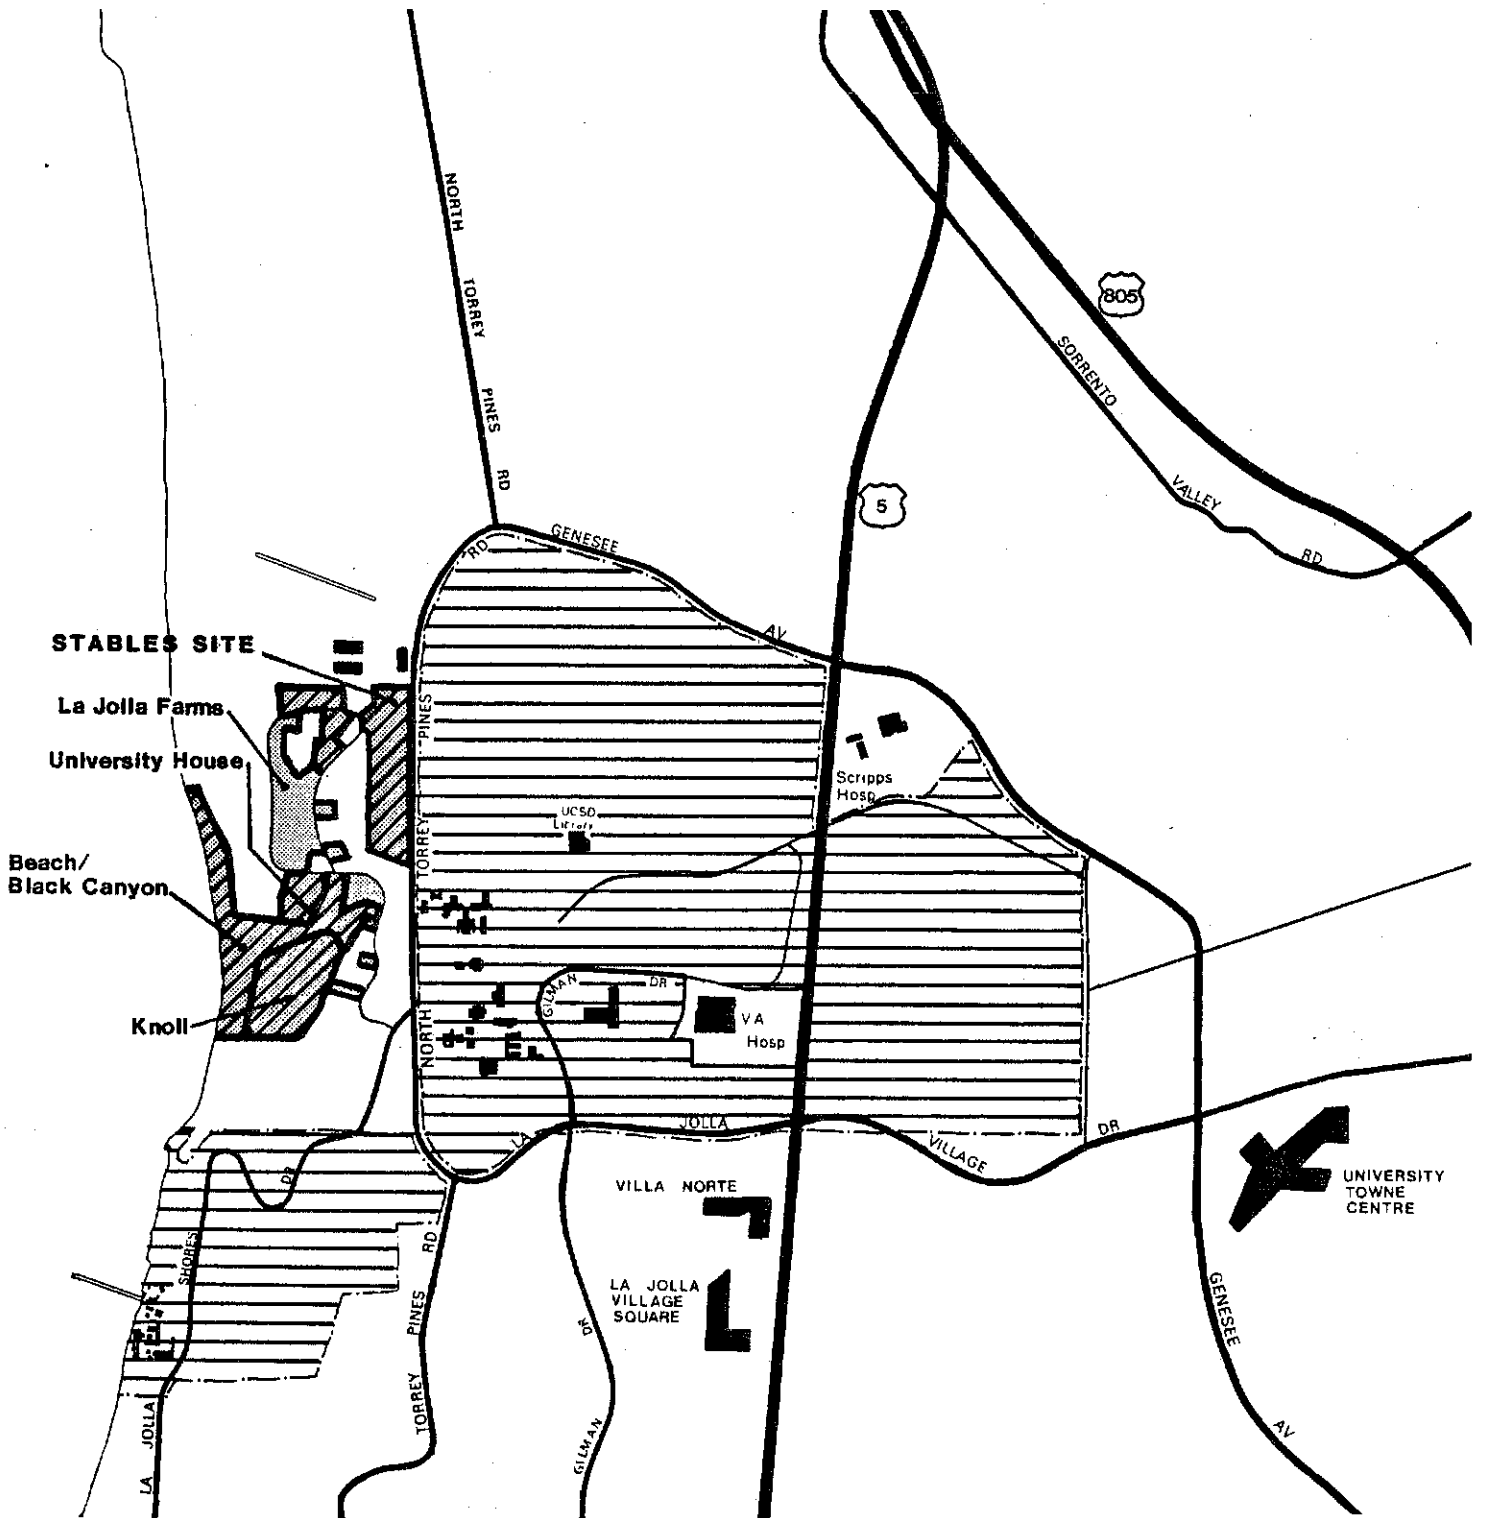 NORTH
TORREY
PINES
RD
805
SORRENTO
VALLEY
RD
5
GENESEE
AV
RD
STABLES SITE
La Jolla Farms
University House
Beach/
Black Canyon
Knoll
PINES
TORREY
NORTH
Scripps
Hosp
UCSD
Library
GILMAN
DR
VA
Hosp
LA
JOLLA
VILLAGE
DR
VILLA NORTE
LA JOLLA
VILLAGE
SQUARE
UNIVERSITY
TOWNE
CENTRE
DR
SHORES
LA JOLLA
RD
PINES
TORREY
DR
GILMAN
GENESEE
AV